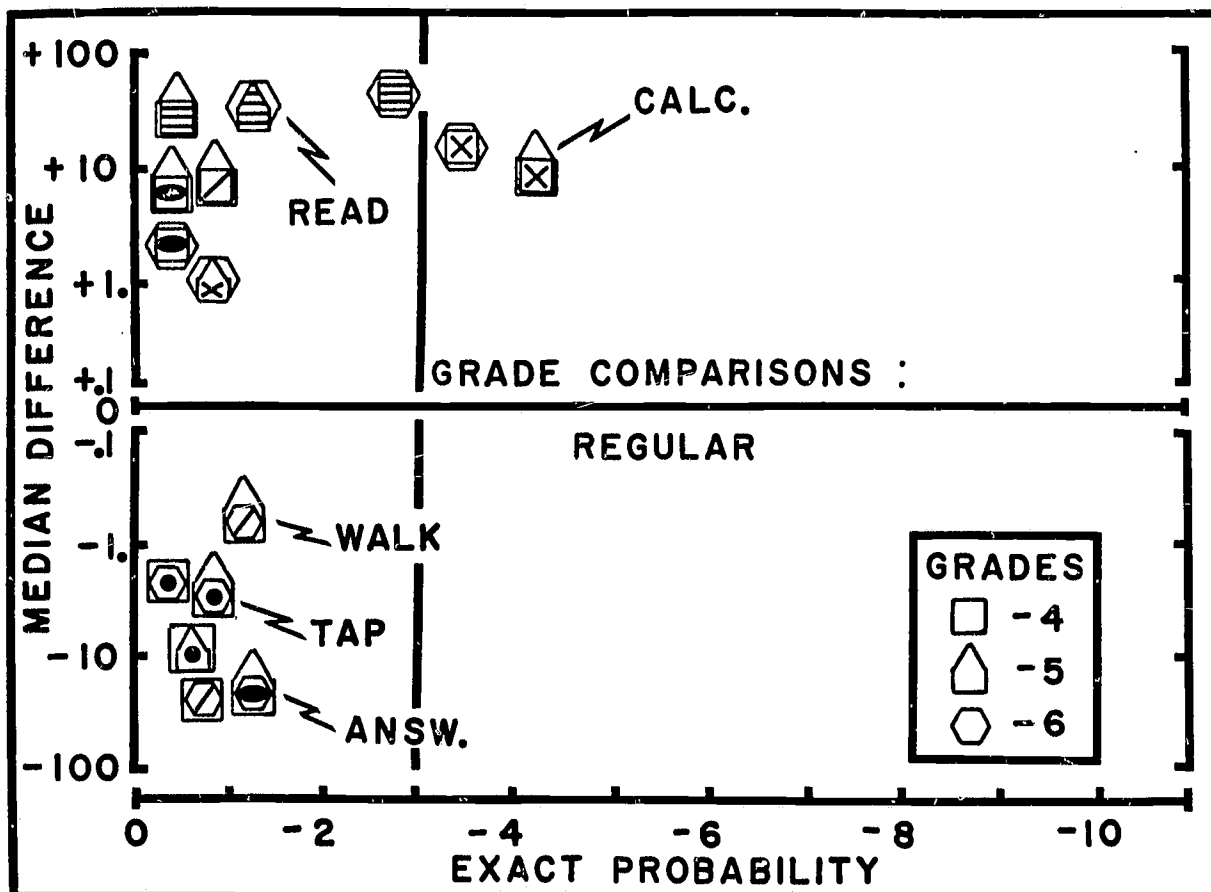 +100
+10
+1.
+.1
0
-.1
-1.
-10
-100
MEDIAN DIFFERENCE
CALC.
READ
GRADE COMPARISONS :
REGULAR
WALK
TAP
ANSW.
GRADES
-4
-5
-6
0 -2 -4 -6 -8 -10
EXACT PROBABILITY